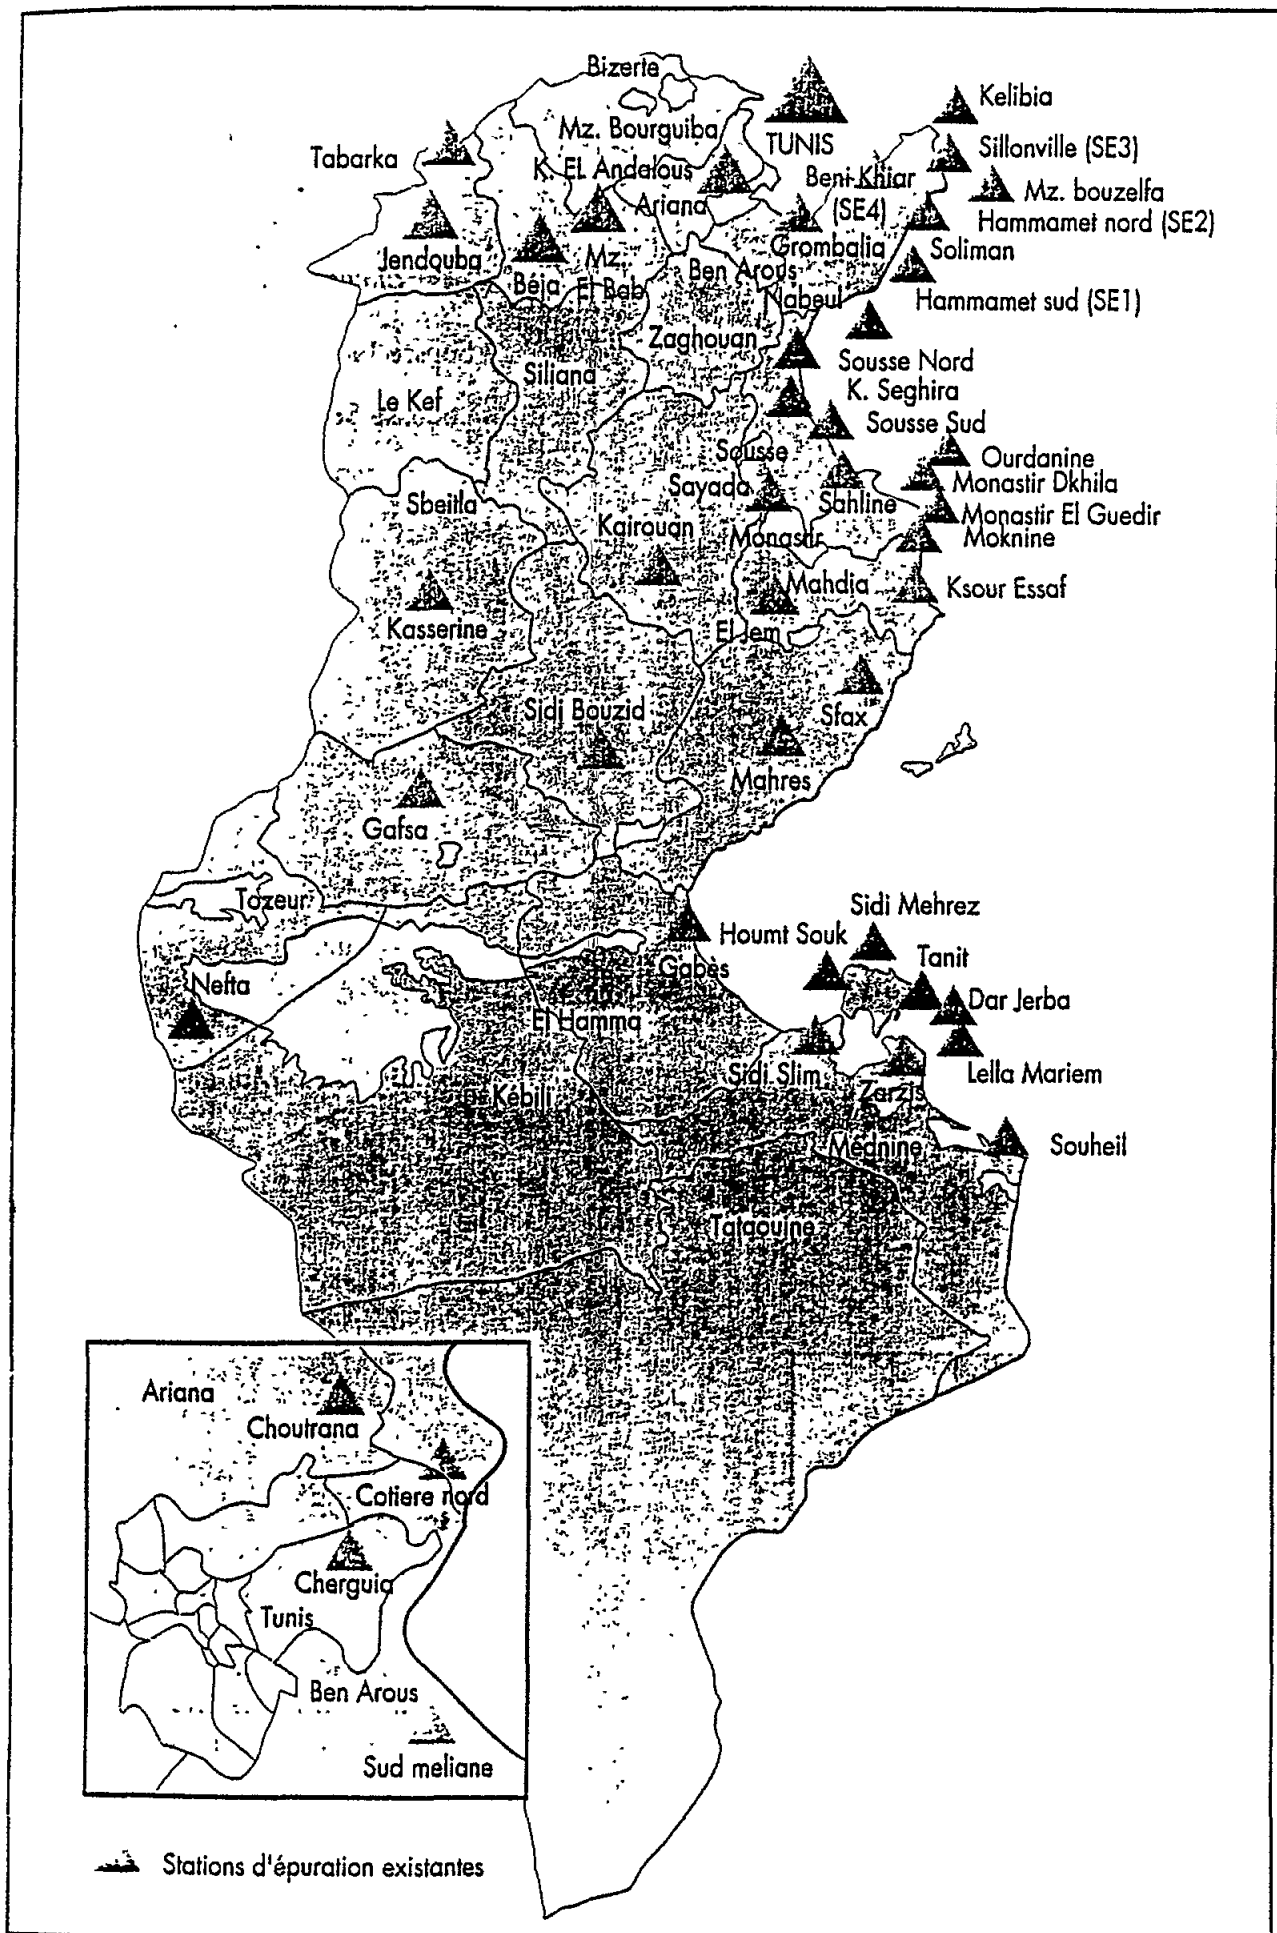 Bizerte
Kelibia
Mz. Bourguiba
TUNIS
Sillonville (SE3)
Tabarka
K. EL Andalous
Beni Khiar
(SE4)
Mz. bouzelfa
Ariana
Hammamet nord (SE2)
Grombalia
Soliman
Jendouba
Mz.
El Bab
Béja
Ben Arous
Nabeul
Hammamet sud (SE1)
Zaghouan
Sousse Nord
Siliana
Le Kef
K. Seghira
Sousse Sud
Sousse
Ourdanine
Sayada
Monastir Dkhila
Sbeitla
Sahline
Monastir El Guedir
Kairouan
Monastir
Moknine
Mahdia
Ksour Essaf
Kasserine
El Jem
Sidi Bouzid
Sfax
Mahres
Gafsa
Tozeur
Sidi Mehrez
Houmt Souk
Tanit
Gabès
Nefta
Dar Jerba
El Hamma
Sidi Slim
Lella Mariem
Zarzis
Kébili
Médnine
Souheil
Tataouine
Ariana
Choutrana
Cotiere nord
Cherguia
Tunis
Ben Arous
Sud meliane
Stations d'épuration existantes